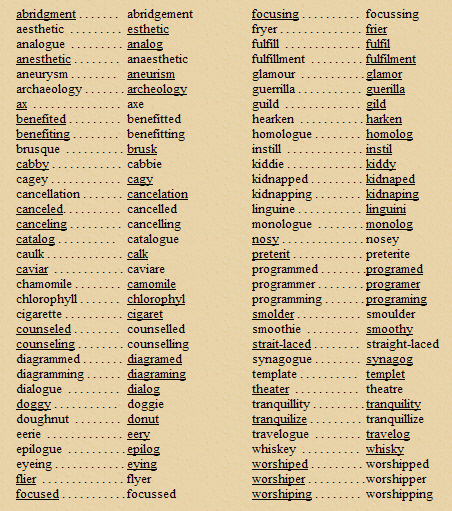 abridgment . . . . . . . abridgement
aesthetic . . . . . . . . esthetic
analogue . . . . . . . . analog
anesthetic . . . . . . . . anaesthetic
aneurysm . . . . . . . . aneurism
archaeology . . . . . . . archeology
ax . . . . . . . . . . . . . axe
benefited . . . . . . . . benefitted
benefiting . . . . . . . . benefitting
brusque . . . . . . . . . brusk
cabby . . . . . . . . . . cabbie
cagey . . . . . . . . . . cagy
cancellation . . . . . . . cancelation
canceled . . . . . . . . . cancelled
canceling . . . . . . . . cancelling
catalog . . . . . . . . . catalogue
caulk . . . . . . . . . . calk
caviar . . . . . . . . . caviare
chamomile . . . . . . . . camomile
chlorophyll . . . . . . . chlorophyl
cigarette . . . . . . . . cigaret
counseled . . . . . . . . counselled
counseling . . . . . . . . counselling
diagrammed . . . . . . . diagramed
diagramming . . . . . . . diagraming
dialogue . . . . . . . . dialog
doggy . . . . . . . . . . doggie
doughnut . . . . . . . . donut
eerie . . . . . . . . . . eery
epilogue . . . . . . . . epilog
eyeing . . . . . . . . . . eying
flier . . . . . . . . . . . flyer
focused . . . . . . . . . . focussed
focusing . . . . . . . . . . focussing
fryer . . . . . . . . . . . . frier
fulfill . . . . . . . . . . . fulfil
fulfillment . . . . . . . . . fulfilment
glamour . . . . . . . . . . glamor
guerrilla . . . . . . . . . . guerilla
guild . . . . . . . . . . . . gild
hearken . . . . . . . . . . harken
homologue . . . . . . . . . homolog
instill . . . . . . . . . . . instil
kiddie . . . . . . . . . . . kiddy
kidnapped . . . . . . . . . kidnaped
kidnapping . . . . . . . . . kidnaping
linguine . . . . . . . . . . linguini
monologue . . . . . . . . . monolog
nosy . . . . . . . . . . . . nosey
preterit . . . . . . . . . . preterite
programmed . . . . . . . . programed
programmer . . . . . . . . programer
programming . . . . . . . . programing
smolder . . . . . . . . . . smoulder
smoothie . . . . . . . . . smoothy
strait-laced . . . . . . . . . straight-laced
synagogue . . . . . . . . . synagog
template . . . . . . . . . . templet
theater . . . . . . . . . . . theatre
tranquillity . . . . . . . . . tranquility
tranquilize . . . . . . . . . tranquillize
travelogue . . . . . . . . . travelog
whiskey . . . . . . . . . . whisky
worshiped . . . . . . . . . worshipped
worshiper . . . . . . . . . worshipper
worshiping . . . . . . . . . worshipping